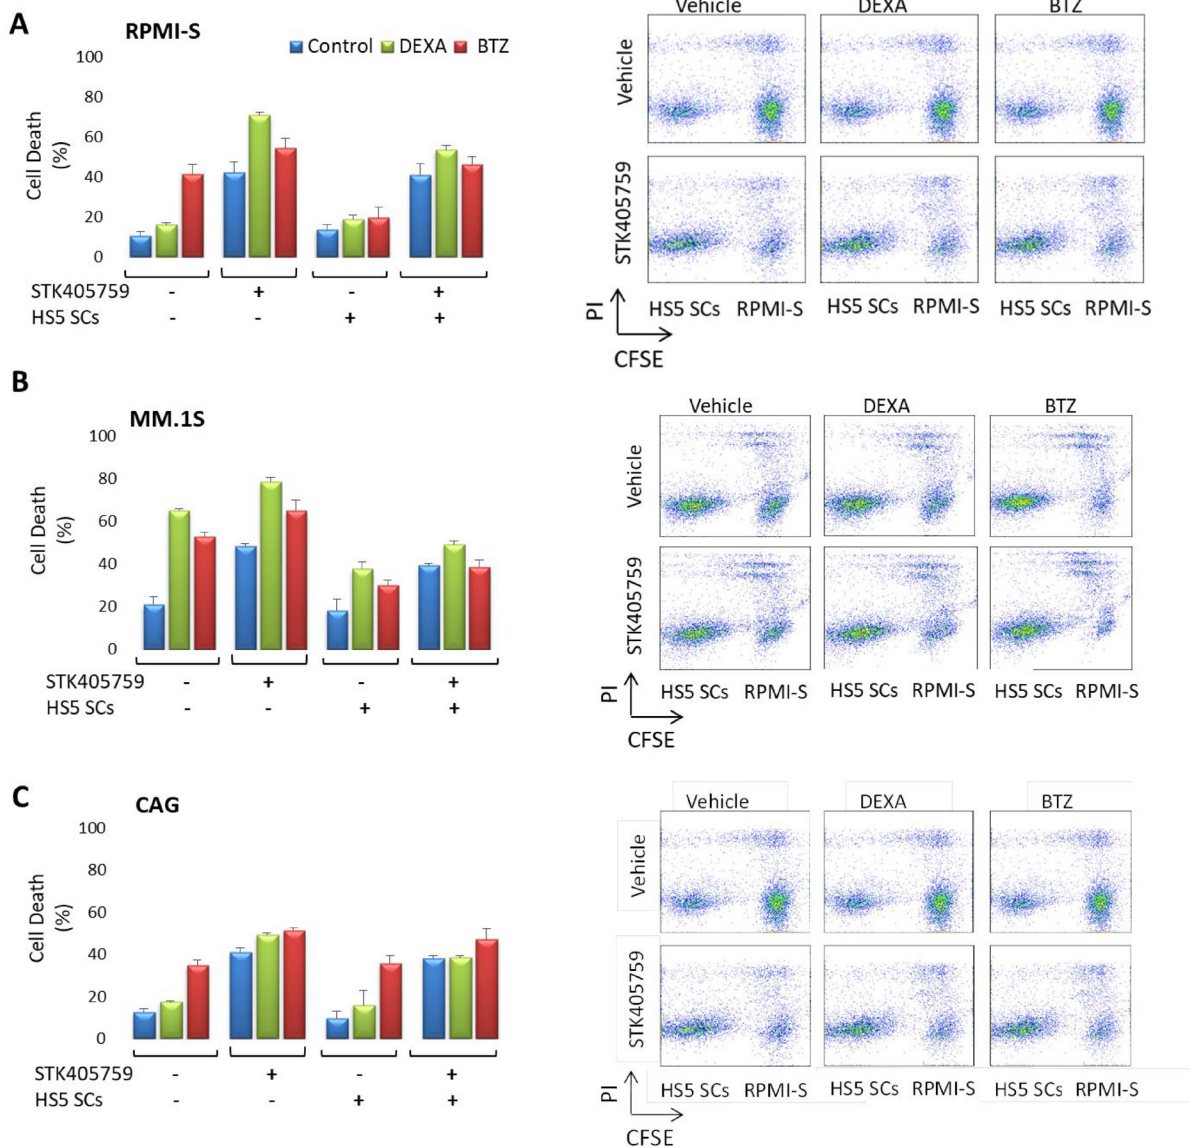 A
RPMI-S
Control DEXA BTZ
100
80
60
40
20
0
Cell Death
(%)
STK405759 - + - +
HS5 SCs - - + +
Vehicle DEXA BTZ
Vehicle
STK405759
HS5 SCs RPMI-S HS5 SCs RPMI-S HS5 SCs RPMI-S
PI
CFSE
B
MM.1S
100
80
60
40
20
0
Cell Death
(%)
STK405759 - + - +
HS5 SCs - - + +
Vehicle DEXA BTZ
Vehicle
STK405759
HS5 SCs RPMI-S HS5 SCs RPMI-S HS5 SCs RPMI-S
PI
CFSE
C
CAG
100
80
60
40
20
0
Cell Death
(%)
STK405759 - + - +
HS5 SCs - - + +
Vehicle DEXA BTZ
Vehicle
STK405759
HS5 SCs RPMI-S HS5 SCs RPMI-S HS5 SCs RPMI-S
PI
CFSE